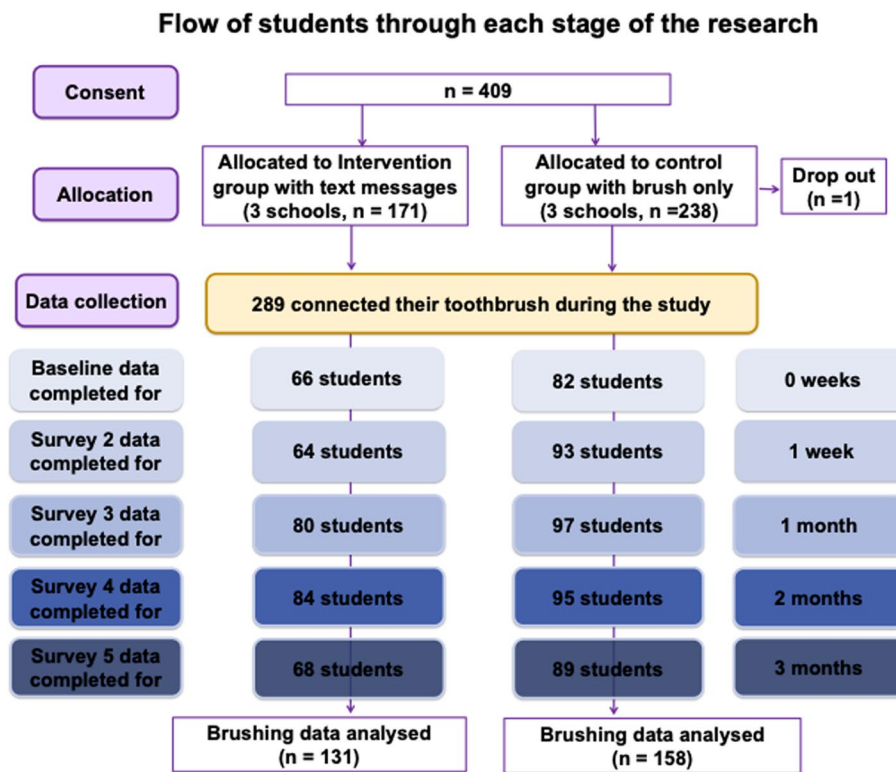 Flow of students through each stage of the research
Consent
n = 409
Allocation
Allocated to Intervention
group with text messages
(3 schools, n = 171)
Allocated to control
group with brush only
(3 schools, n =238)
Drop out
(n =1)
Data collection
289 connected their toothbrush during the study
Baseline data
completed for
66 students
82 students
0 weeks
Survey 2 data
completed for
64 students
93 students
1 week
Survey 3 data
completed for
80 students
97 students
1 month
Survey 4 data
completed for
84 students
95 students
2 months
Survey 5 data
completed for
68 students
89 students
3 months
Brushing data analysed
(n = 131)
Brushing data analysed
(n = 158)